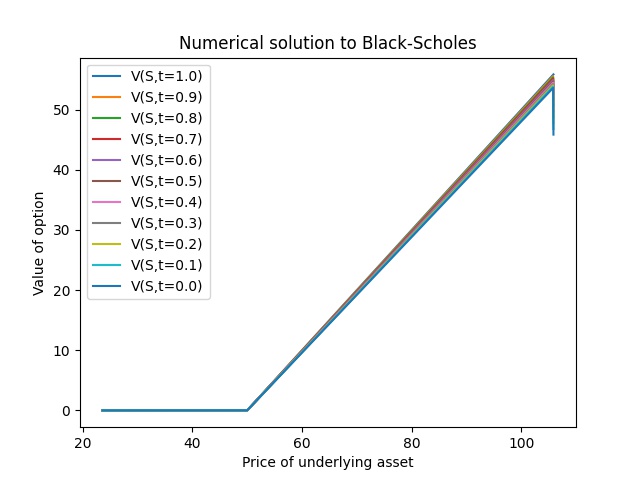 Numerical solution to Black-Scholes
V(S,t=1.0)
V(S,t=0.9)
V(S,t=0.8)
V(S,t=0.7)
V(S,t=0.6)
V(S,t=0.5)
V(S,t=0.4)
V(S,t=0.3)
V(S,t=0.2)
V(S,t=0.1)
V(S,t=0.0)
Value of option
50
40
30
20
10
0
20 40 60 80 100
Price of underlying asset